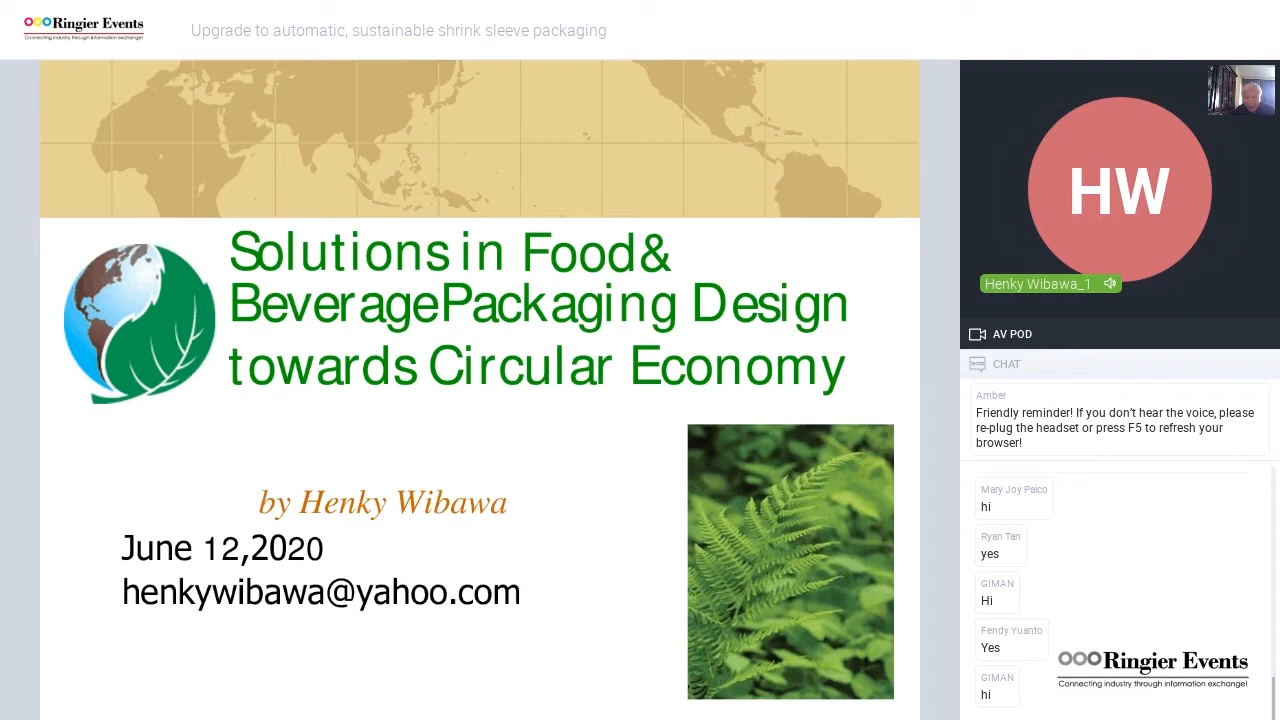 Ringier Events
Connecting industry through information exchange!
Upgrade to automatic, sustainable shrink sleeve packaging
Solutions in Food &
Beverage Packaging Design
towards Circular Economy
by Henky Wibawa
June 12,2020
henkywibawa@yahoo.com
HW
Henky Wibawa_1
AV POD
CHAT
Amber
Friendly reminder! If you don't hear the voice, please
re-plug the headset or press F5 to refresh your
browser!
Mary Joy Palco
hi
Ryan Tan
yes
GIMAN
Hi
Fendy Yuanto
Yes
GIMAN
hi
Ringier Events
Connecting industry through information exchange!